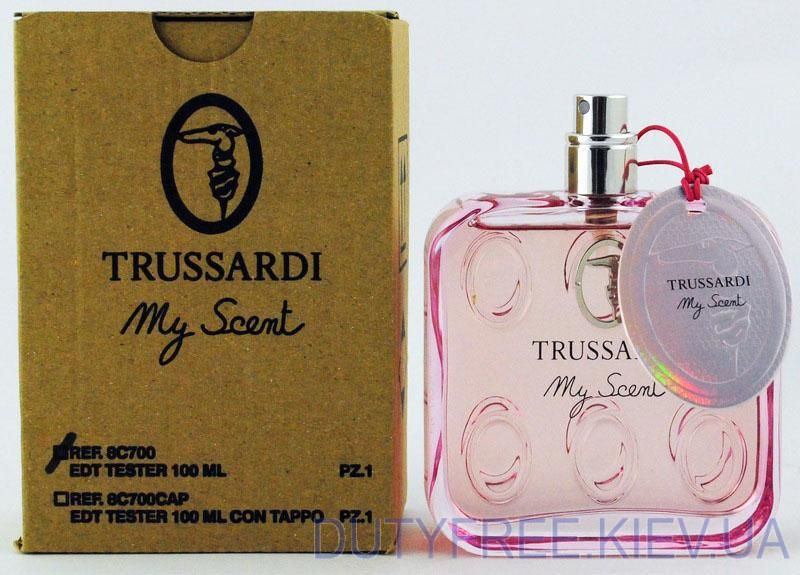 TRUSSARDI
My Scent
REF. 8C700
EDT TESTER 100 ML PZ.1
REF. 8C700CAP
EDT TESTER 100 ML CON TAPPO PZ.1
TRUSSA
My Scent
TRUSSARDI
My Scent
DUTYFREE.KIEV.UA